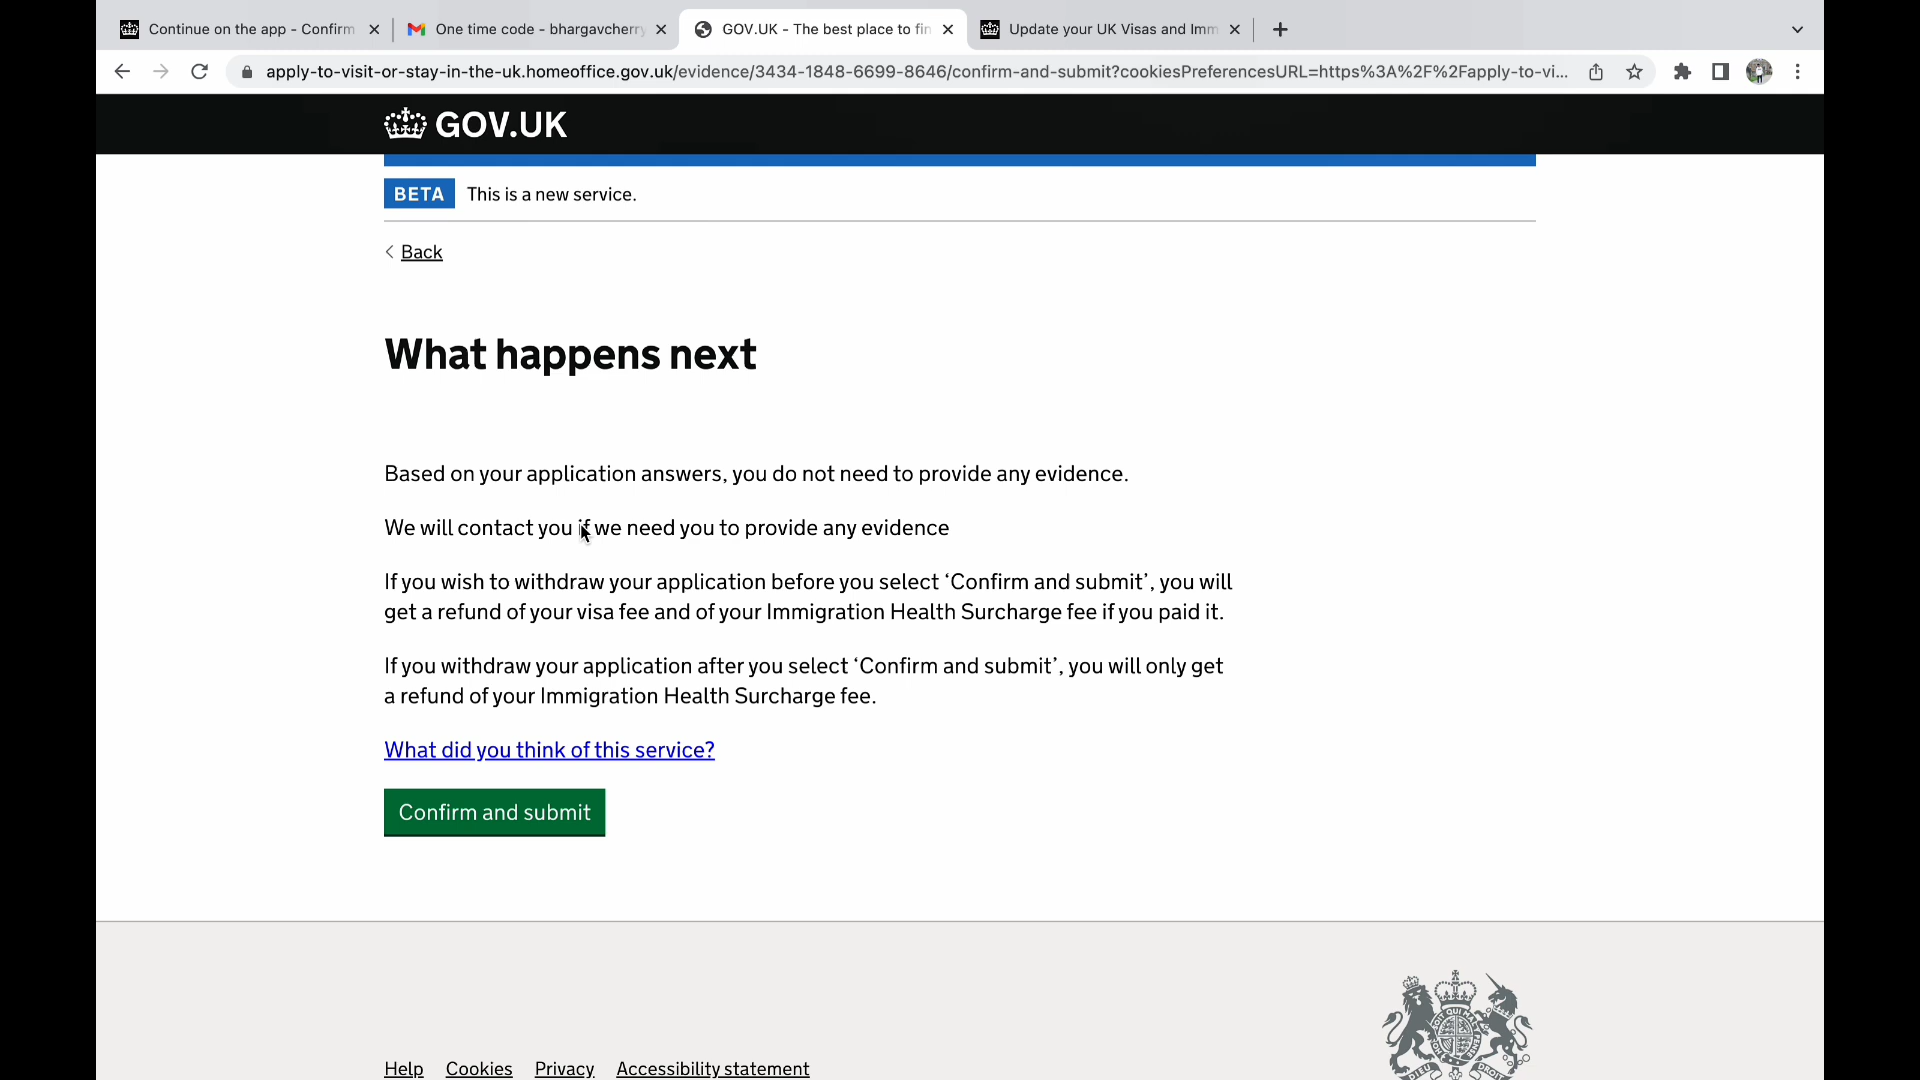 Continue on the app - Confirm
One time code - bhargavcherry
GOV.UK - The best place to fin
Update your UK Visas and Imm
apply-to-visit-or-stay-in-the-uk.homeoffice.gov.uk/evidence/3434-1848-6699-8646/confirm-and-submit?cookiesPreferencesURL=https%3A%2F%2Fapply-to-vi...
GOV.UK
BETA This is a new service.
Back
What happens next
Based on your application answers, you do not need to provide any evidence.
We will contact you if we need you to provide any evidence
If you wish to withdraw your application before you select ‘Confirm and submit’, you will
get a refund of your visa fee and of your Immigration Health Surcharge fee if you paid it.
If you withdraw your application after you select ‘Confirm and submit’, you will only get
a refund of your Immigration Health Surcharge fee.
What did you think of this service?
Confirm and submit
Help Cookies Privacy Accessibility statement